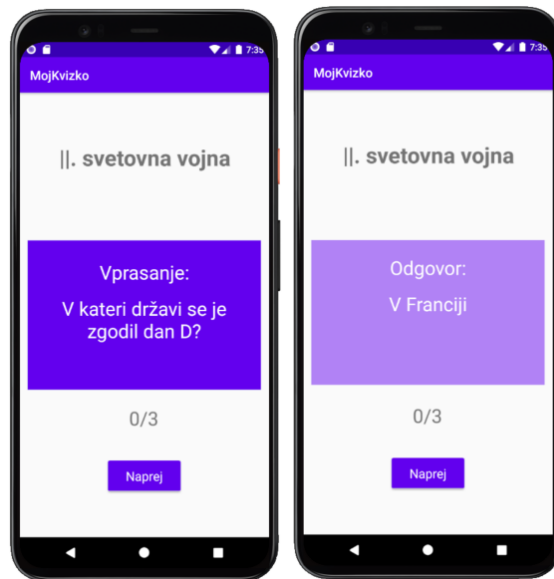 7:35
MojKvizko
||. svetovna vojna
Vprasanje:
V kateri državi se je
zgodil dan D?
0/3
Naprej
7:35
MojKvizko
||. svetovna vojna
Odgovor:
V Franciji
0/3
Naprej